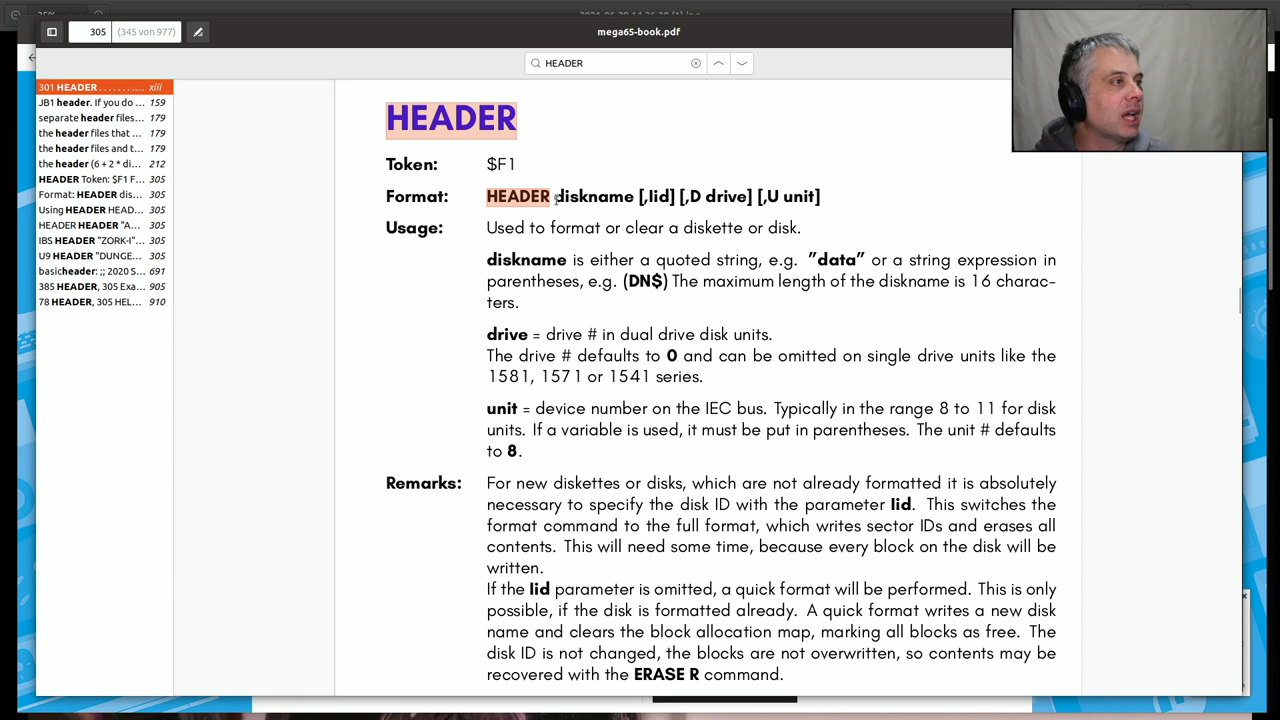 305 (345 von 977)
mega65-book.pdf
HEADER
301 HEADER . . . . . . . . . . . xiii
JB1 header. If you do ... 159
separate header files... 179
the header files that ... 179
the header files and t... 179
the header (6 + 2 * di... 212
HEADER Token: $F1 F... 305
Format: HEADER dis... 305
Using HEADER HEAD... 305
HEADER HEADER "A... 305
IBS HEADER "ZORK-I"... 305
U9 HEADER "DUNGE... 305
basicheader: ;; 2020 S... 691
385 HEADER, 305 Exa... 905
78 HEADER, 305 HEL... 910
HEADER
Token: $F1
Format: HEADER diskname [,Iid] [,D drive] [,U unit]
Usage: Used to format or clear a diskette or disk.
diskname is either a quoted string, e.g. ”data” or a string expression in
parentheses, e.g. (DN$) The maximum length of the diskname is 16 charac-
ters.
drive = drive # in dual drive disk units.
The drive # defaults to 0 and can be omitted on single drive units like the
1581, 1571 or 1541 series.
unit = device number on the IEC bus. Typically in the range 8 to 11 for disk
units. If a variable is used, it must be put in parentheses. The unit # defaults
to 8.
Remarks: For new diskettes or disks, which are not already formatted it is absolutely
necessary to specify the disk ID with the parameter Iid. This switches the
format command to the full format, which writes sector IDs and erases all
contents. This will need some time, because every block on the disk will be
written.
If the Iid parameter is omitted, a quick format will be performed. This is only
possible, if the disk is formatted already. A quick format writes a new disk
name and clears the block allocation map, marking all blocks as free. The
disk ID is not changed, the blocks are not overwritten, so contents may be
recovered with the ERASE R command.